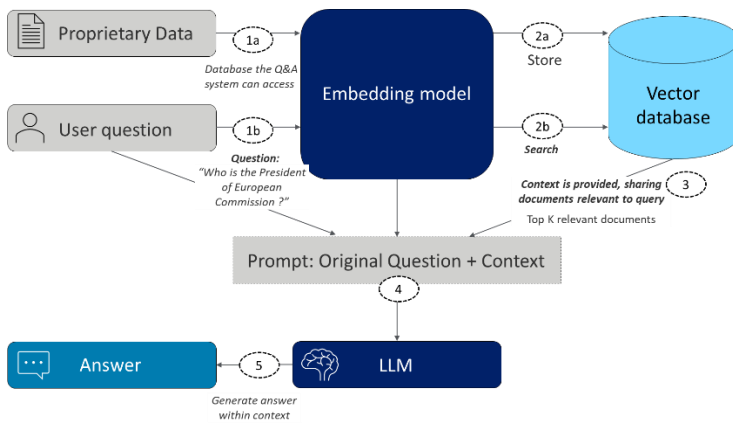 Proprietary Data
1a
Database the Q&A
system can access
Embedding model
2a
Store
Vector
database
User question
1b
Question:
"Who is the President
of European
Commission ?"
2b
Search
Context is provided, sharing
documents relevant to query
3
Top K relevant documents
Prompt: Original Question + Context
4
Answer
5
LLM
Generate answer
within context